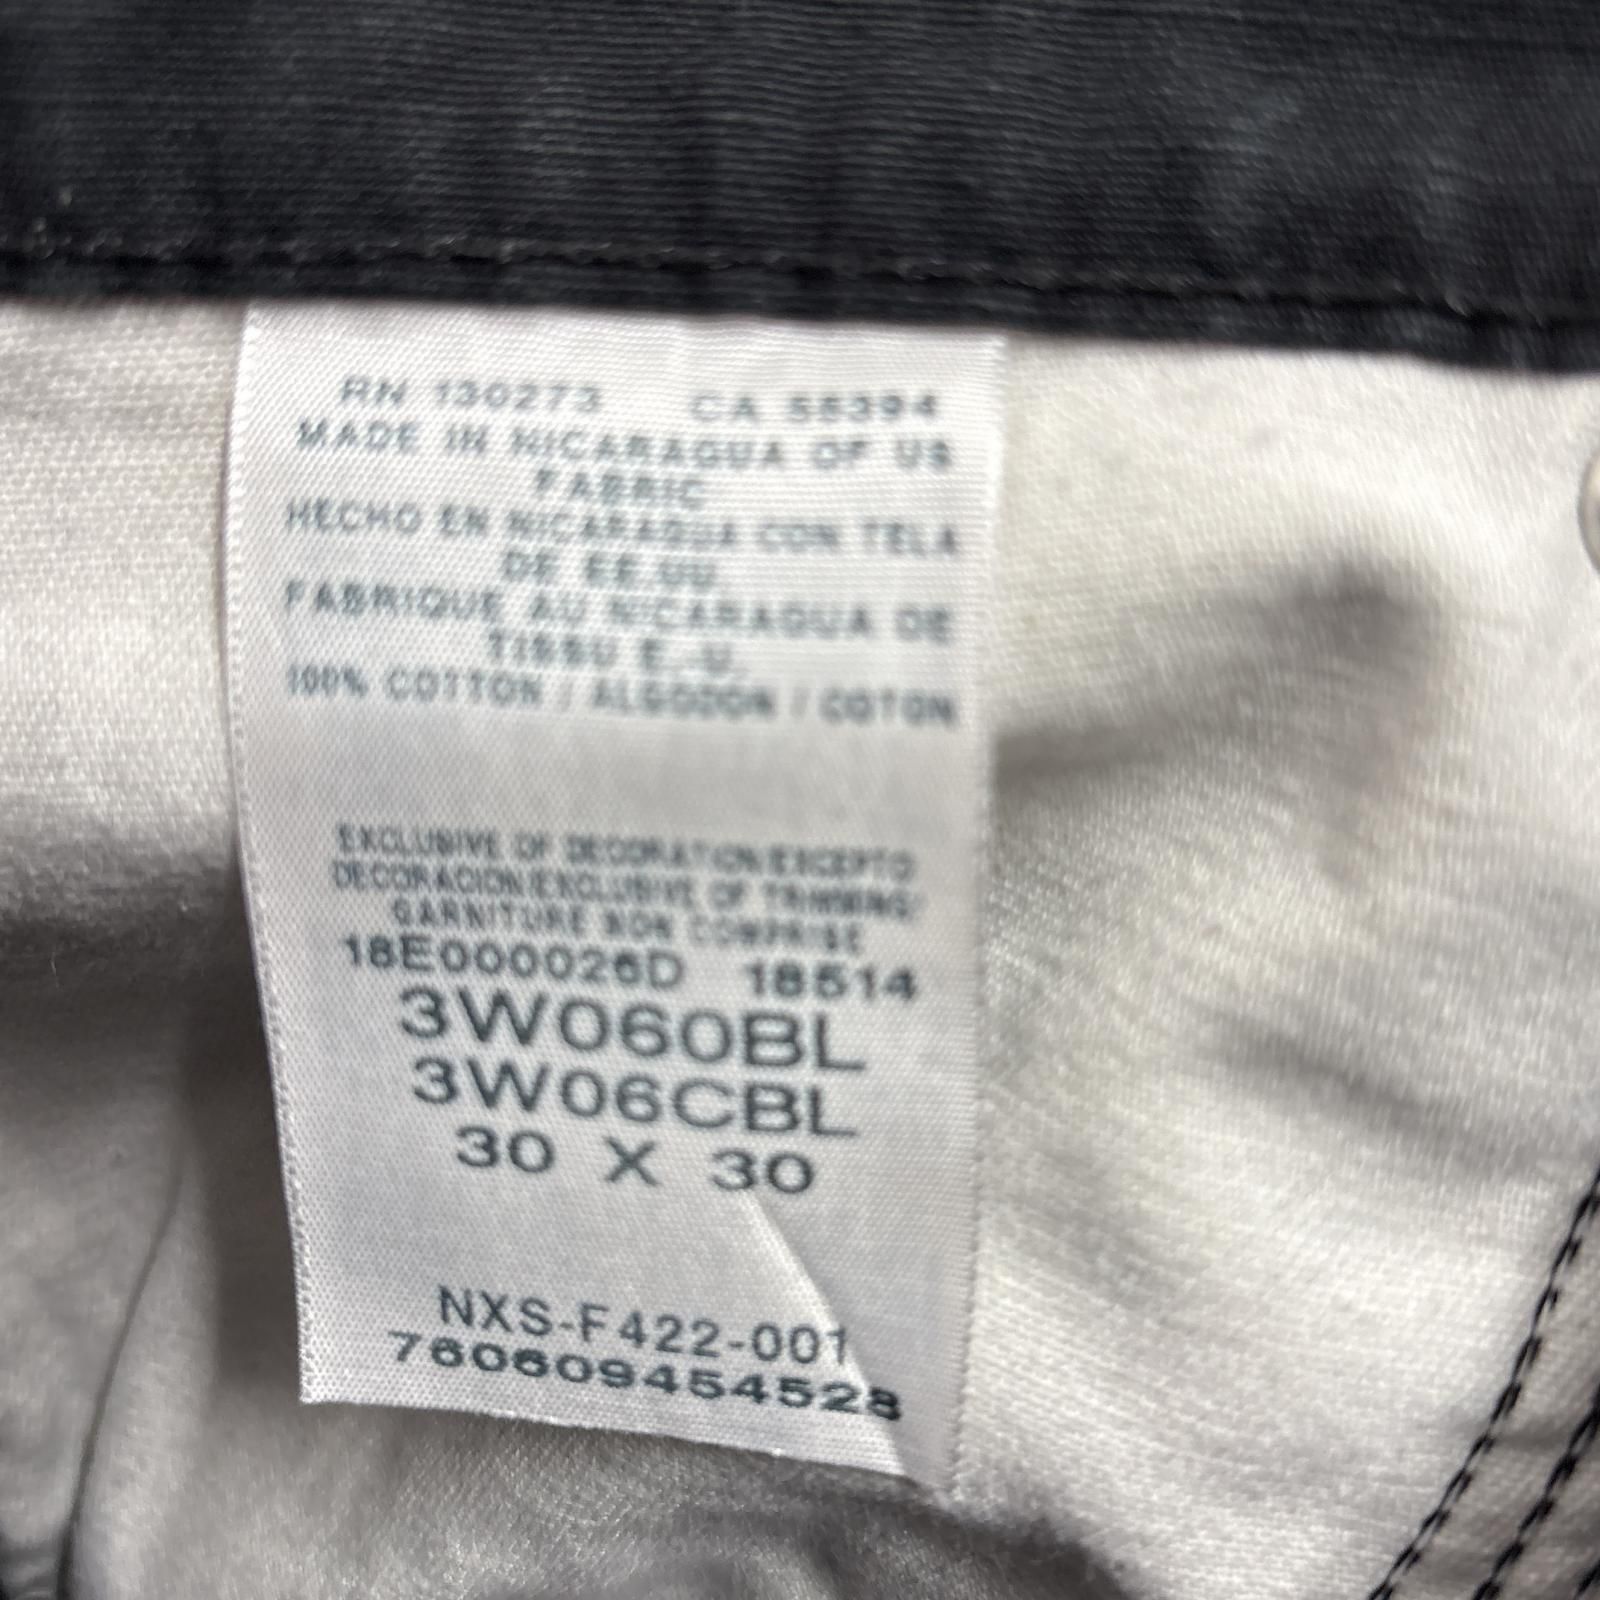 RN 130273 CA 55394
MADE IN NICARAGUA OF US
FABRIC
HECHO EN NICARAGUA CON TELA
DE EE.UU.
FABRIQUE AU NICARAGUA DE
TISSU E.-U.
100% COTTON / ALGODON / COTON
EXCLUSIVE OF DECORATION/EXCEPTO
DECORACION/EXCLUSIVE OF TRIMMING/
GARNITURE NON COMPRISE
18E000026D 18514
3W060BL
3W06CBL
30 X 30
NXS-F422-001
760609454528